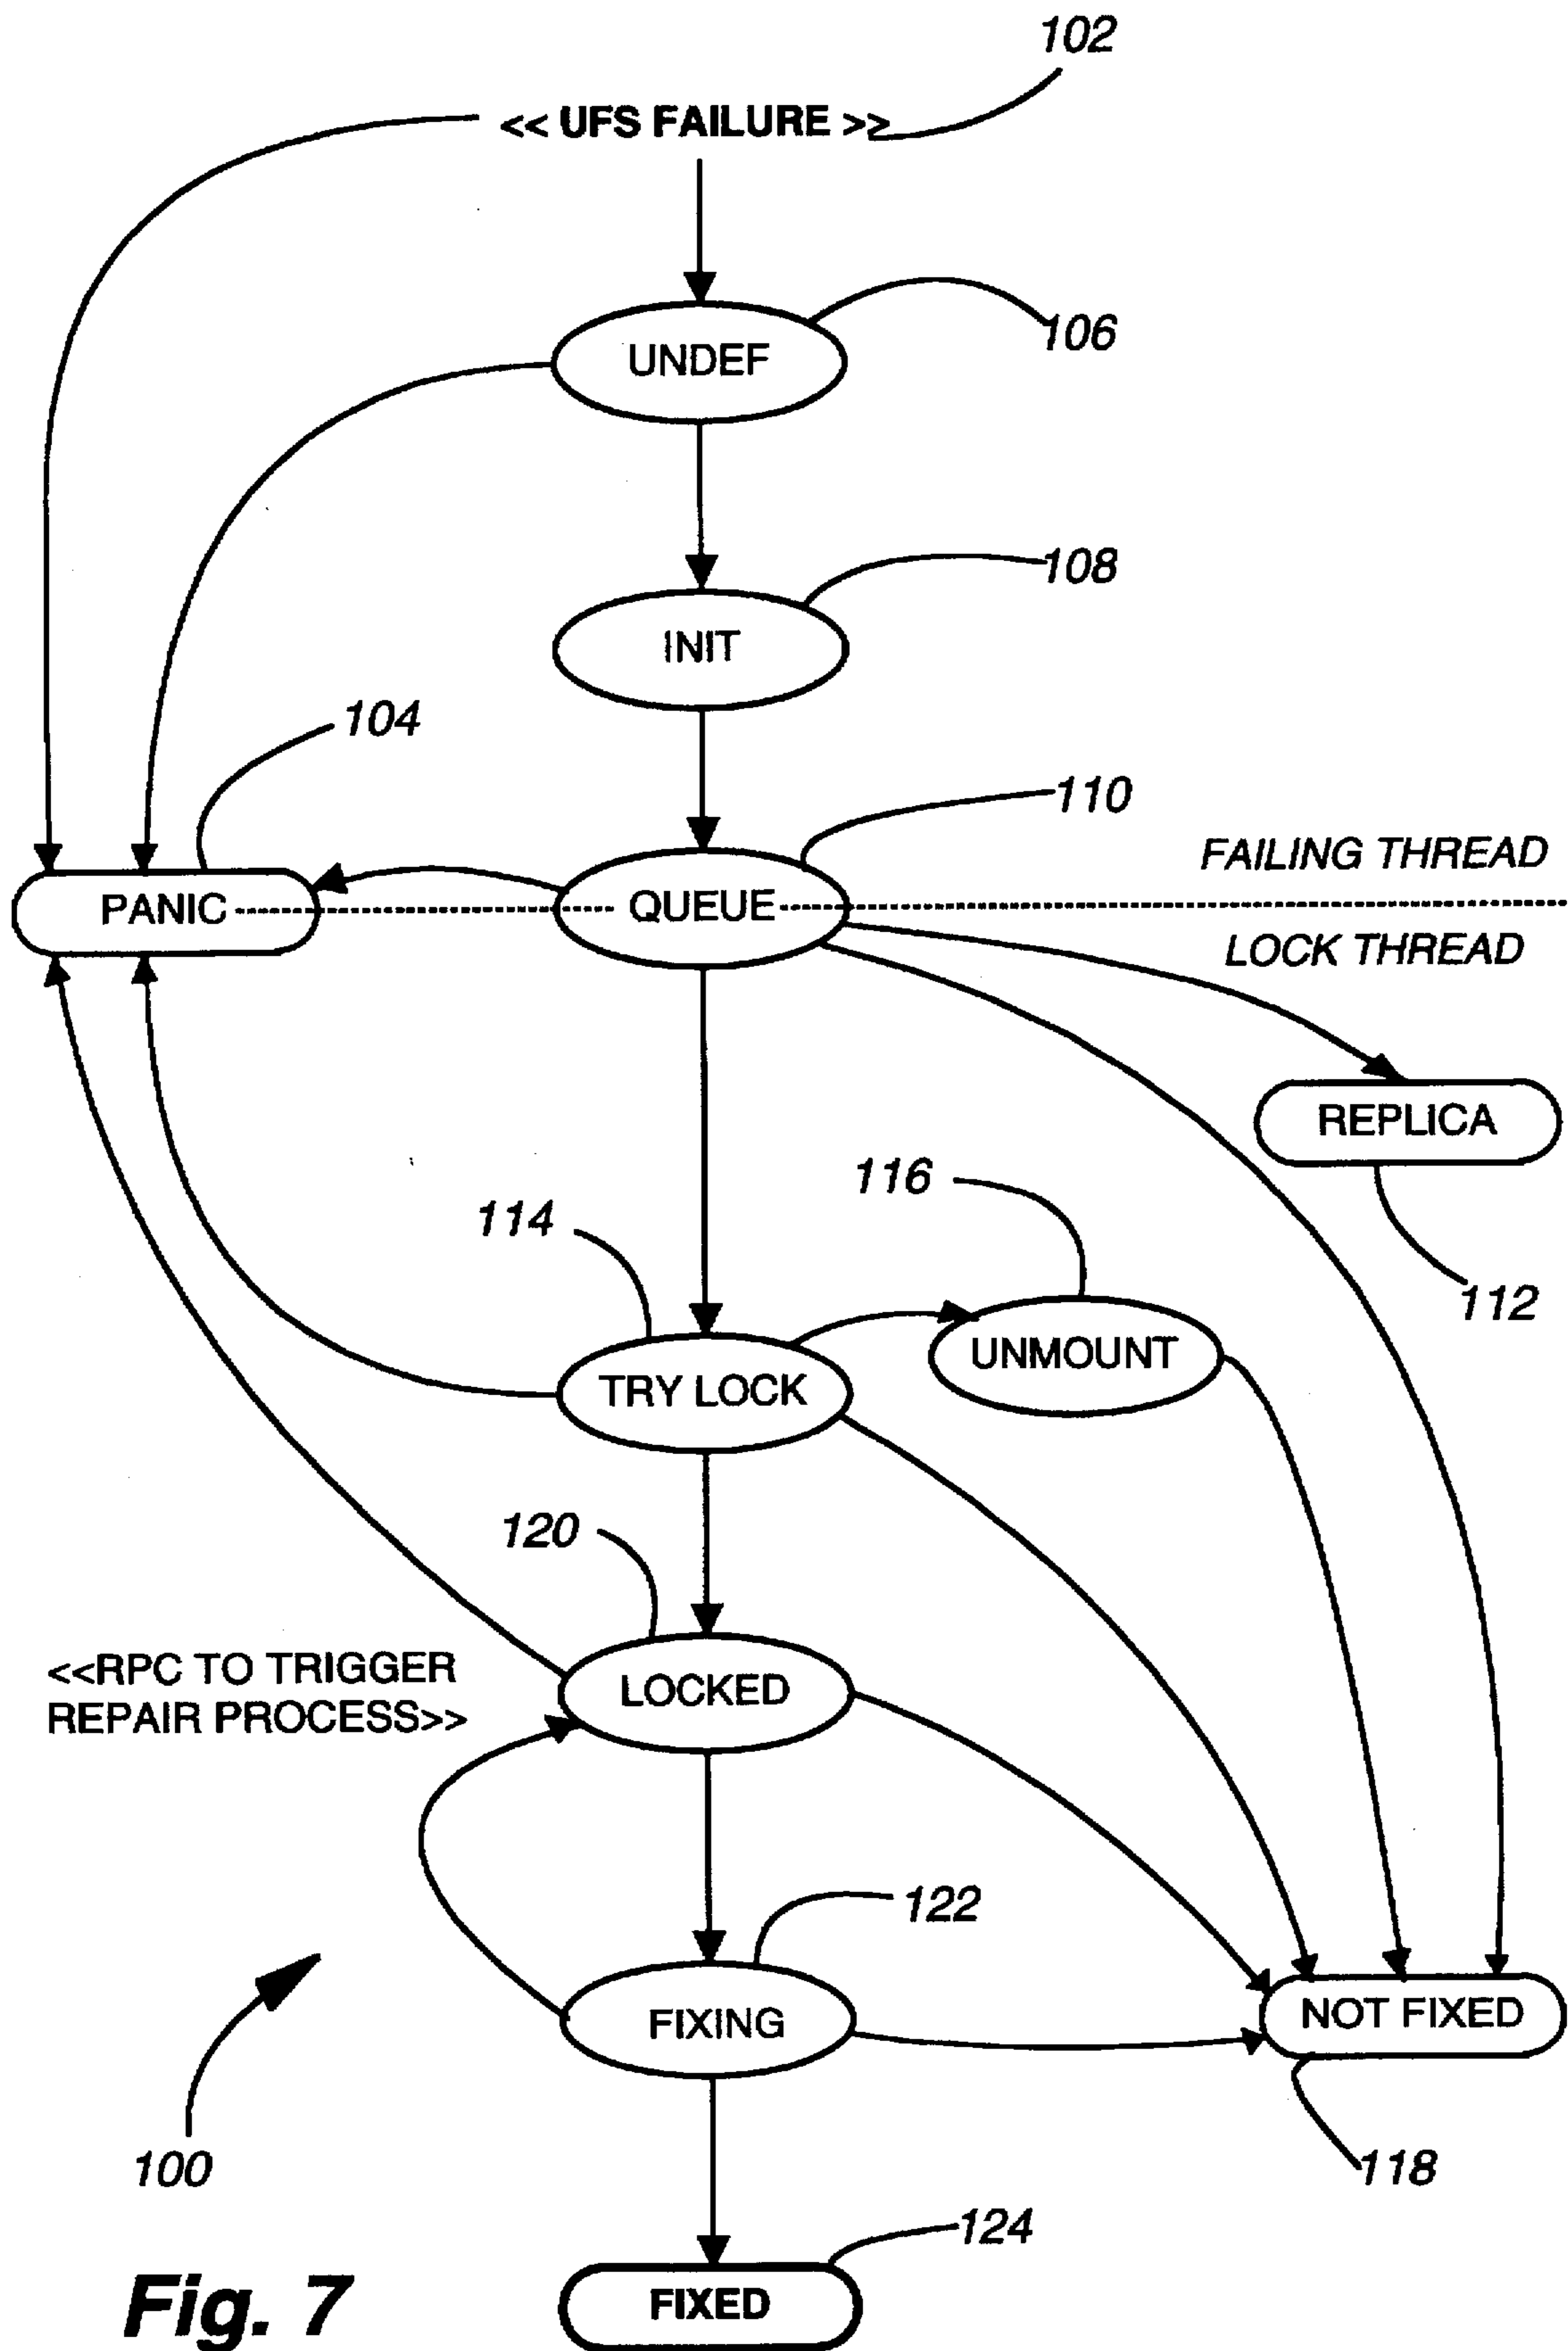 102
<< UFS FAILURE >>
UNDEF
106
INIT
108
104
110
PANIC
QUEUE
FAILING THREAD
LOCK THREAD
REPLICA
112
114
116
TRY LOCK
UNMOUNT
120
<<RPC TO TRIGGER
REPAIR PROCESS>>
LOCKED
122
FIXING
NOT FIXED
118
100
124
FIXED
Fig. 7